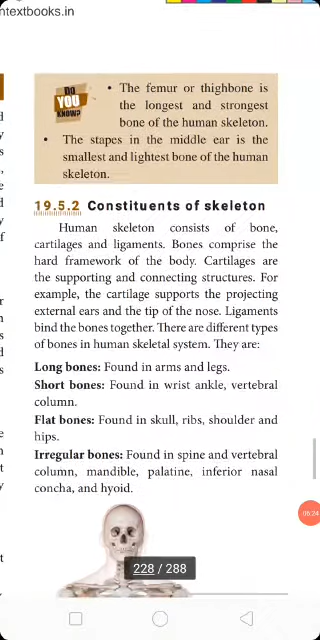 ntextbooks.in
DO
YOU
KNOW?
• The femur or thighbone is
the longest and strongest
bone of the human skeleton.
• The stapes in the middle ear is the
smallest and lightest bone of the human
skeleton.
19.5.2 Constituents of skeleton
Human skeleton consists of bone,
cartilages and ligaments. Bones comprise the
hard framework of the body. Cartilages are
the supporting and connecting structures. For
example, the cartilage supports the projecting
external ears and the tip of the nose. Ligaments
bind the bones together. There are different types
of bones in human skeletal system. They are:
Long bones: Found in arms and legs.
Short bones: Found in wrist ankle, vertebral
column.
Flat bones: Found in skull, ribs, shoulder and
hips.
Irregular bones: Found in spine and vertebral
column, mandible, palatine, inferior nasal
concha, and hyoid.
05:24
228 / 288